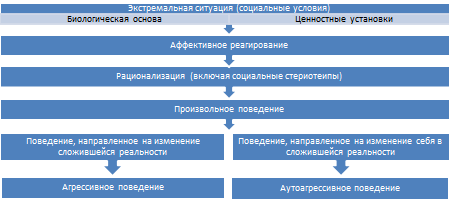 Экстремальная ситуация (социальные условия)
Биологическая основа
Ценностные установки
Аффективное реагирование
Рационализация (включая социальные стериотеипы)
Произвольное поведение
Поведение, направленное на изменение
сложившейся реальности
Поведение, направленное на изменение себя в
сложившейся реальности
Агрессивное поведение
Аутоагрессивное поведение